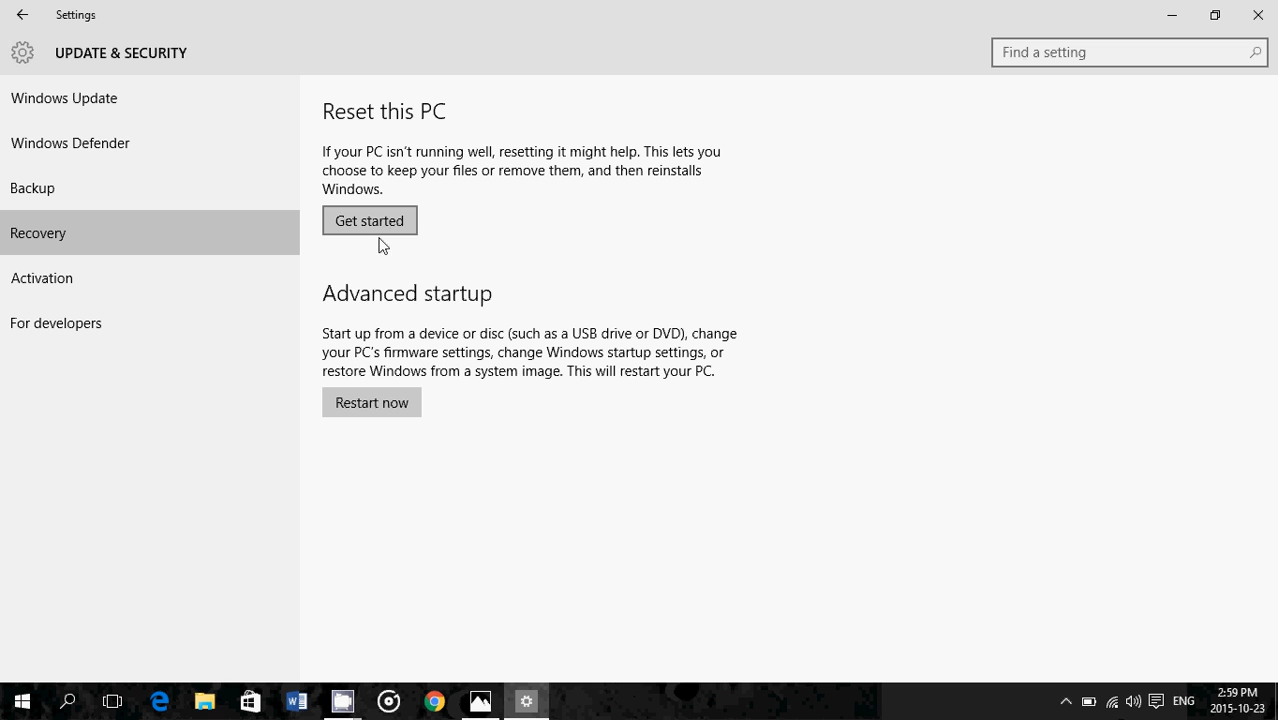 Settings
UPDATE & SECURITY
Find a setting
Windows Update
Windows Defender
Backup
Recovery
Activation
For developers
Reset this PC
If your PC isn't running well, resetting it might help. This lets you
choose to keep your files or remove them, and then reinstalls
Windows.
Get started
Advanced startup
Start up from a device or disc (such as a USB drive or DVD), change
your PC's firmware settings, change Windows startup settings, or
restore Windows from a system image. This will restart your PC.
Restart now
ENG
2:59 PM
2015-10-23